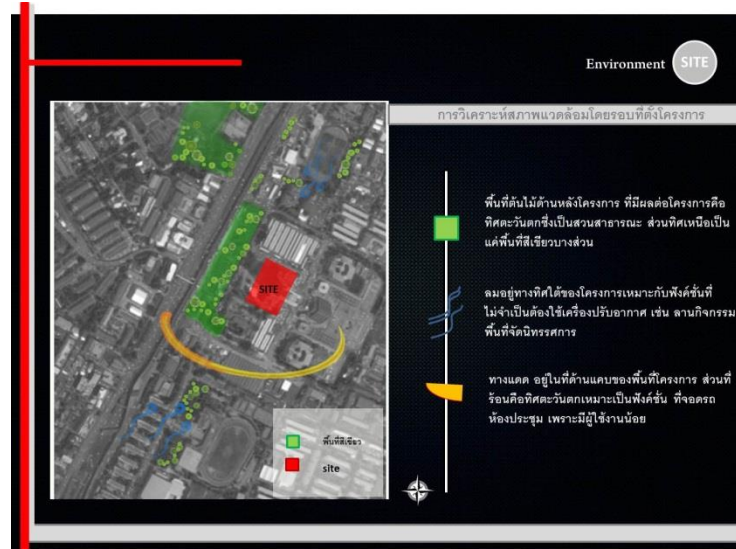 Environment
SITE
การวิเคราะห์สภาพแวดล้อมโดยรอบที่ตั้งโครงการ
พื้นที่ต้นไม้ด้านหลังโครงการ ที่มีผลต่อโครงการคือ
ทิศตะวันตกซึ่งเป็นสวนสาธารณะ ส่วนทิศเหนือเป็น
แค่พื้นที่สีเขียวบางส่วน
SITE
ลมอยู่ทางทิศใต้ของโครงการเหมาะกับฟังค์ชั่นที่
ไม่จำเป็นต้องใช้เครื่องปรับอากาศ เช่น ลานกิจกรรม
พื้นที่จัดนิทรรศการ
ทางแดด อยู่ในที่ด้านแคบของพื้นที่โครงการ ส่วนที่
ร้อนคือทิศตะวันตกเหมาะเป็นฟังค์ชั่น ที่จอดรถ
ห้องประชุม เพราะมีผู้ใช้งานน้อย
พื้นที่สีเขียว
site